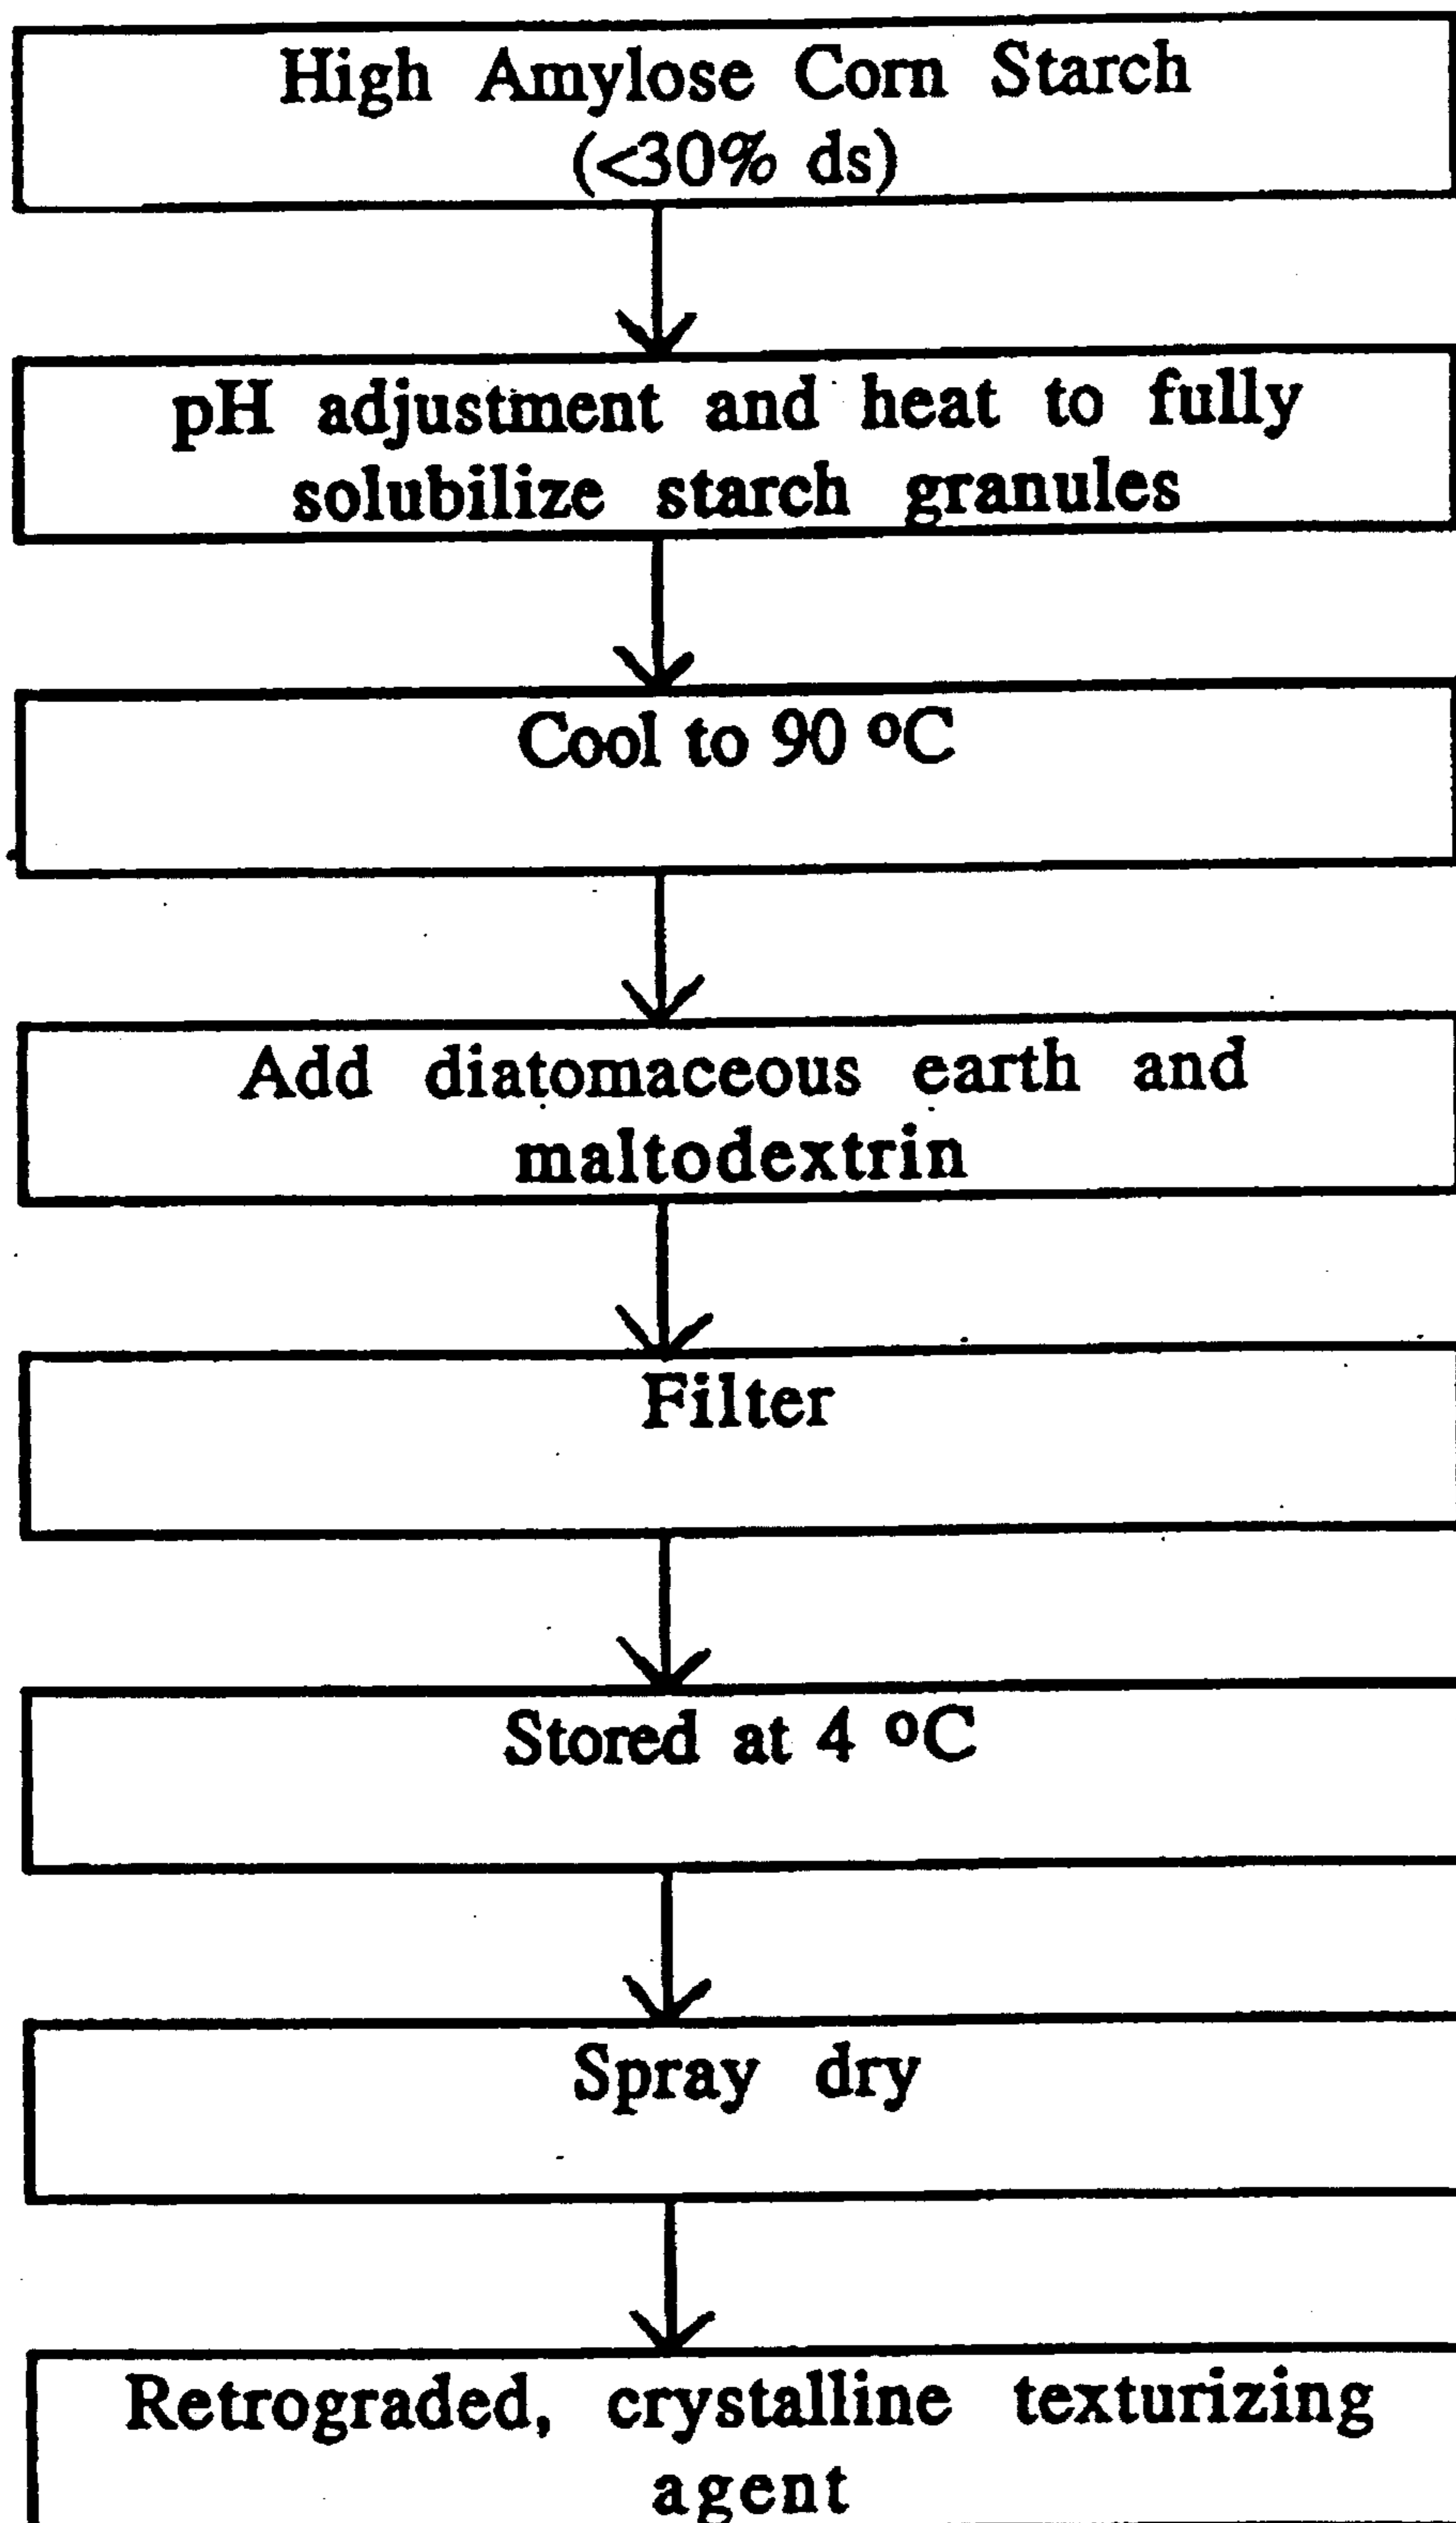 High Amylose Corn Starch
(<30% ds)
pH adjustment and heat to fully
solubilize starch granules
Cool to 90 ºC
Add diatomaceous earth and
maltodextrin
Filter
Stored at 4 ºC
Spray dry
Retrograded, crystalline texturizing
agent